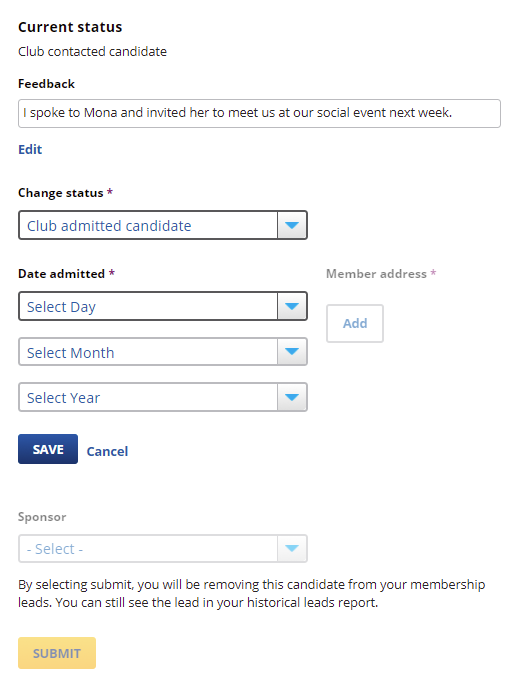 Current status
Club contacted candidate
Feedback
I spoke to Mona and invited her to meet us at our social event next week.
Edit
Change status *
Club admitted candidate
Date admitted *
Member address *
Select Day
Add
Select Month
Select Year
SAVE
Cancel
Sponsor
- Select -
By selecting submit, you will be removing this candidate from your membership
leads. You can still see the lead in your historical leads report.
SUBMIT